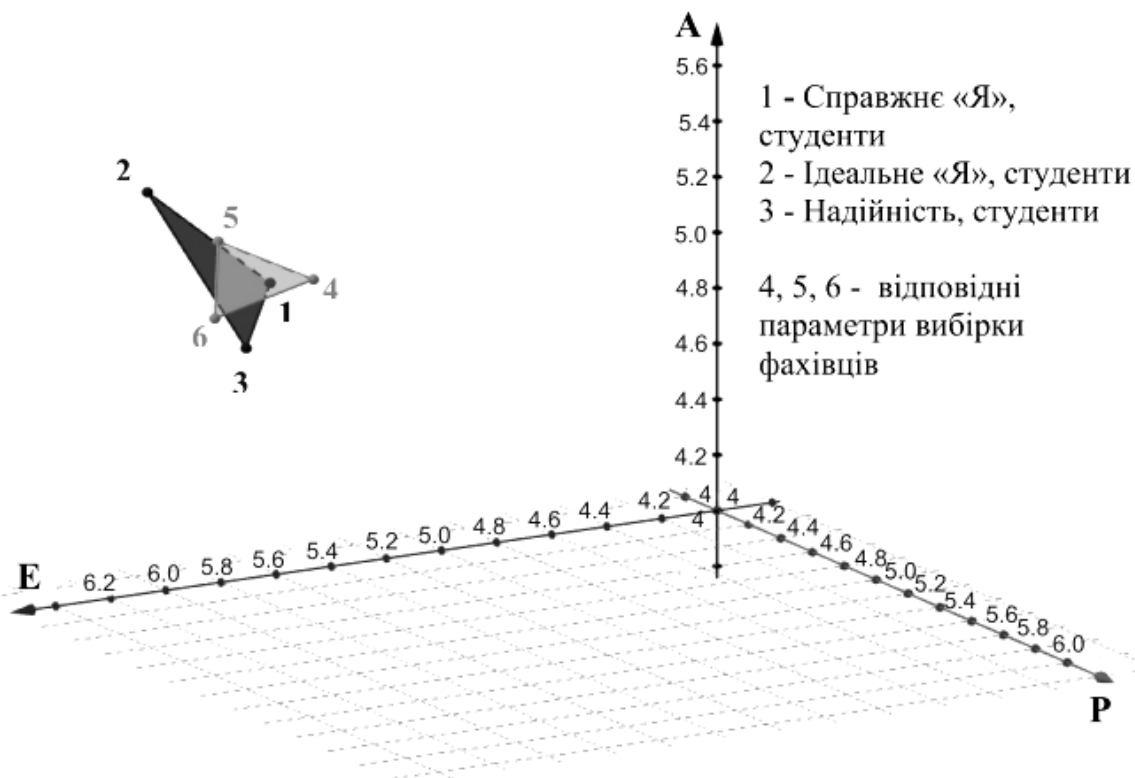 A
5.6
5.4
5.2
5.0
4.8
4.6
4.4
4.2
1 - Справжнє «Я»,
студенти
2 - Ідеальне «Я», студенти
3 - Надійність, студенти
4, 5, 6 - відповідні
параметри вибірки
фахівців
2
5
4
1
6
3
E
6.2 6.0 5.8 5.6 5.4 5.2 5.0 4.8 4.6 4.4 4.2 4
4
4
4.2 4.4 4.6 4.8 5.0 5.2 5.4 5.6 5.8 6.0
P